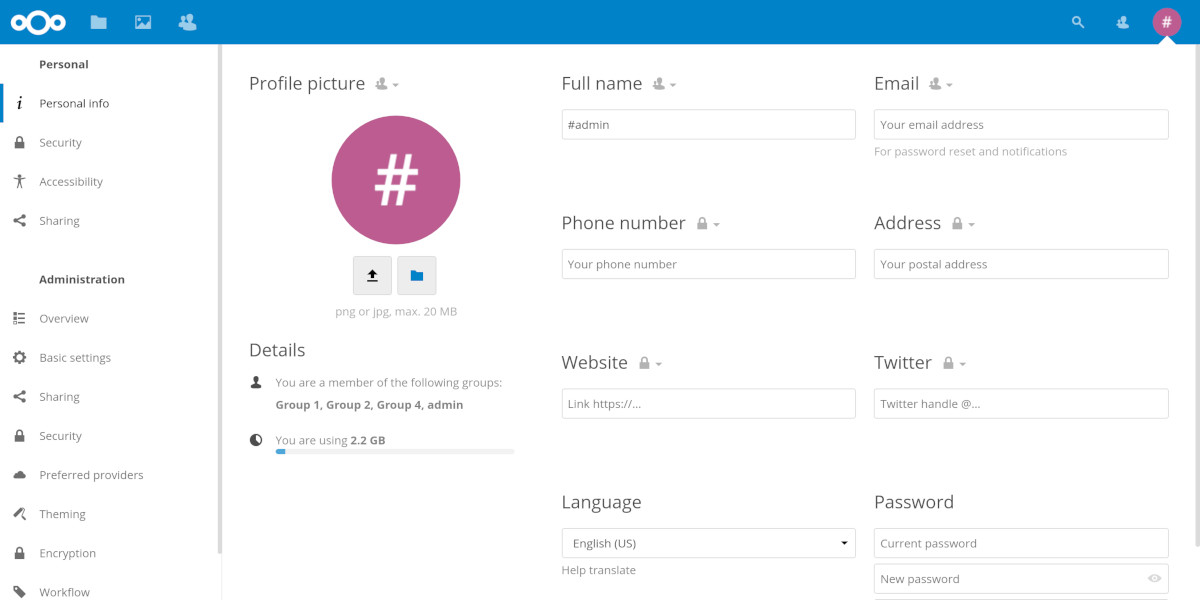 #
Personal
Personal info
Security
Accessibility
Sharing
Administration
Overview
Basic settings
Sharing
Security
Preferred providers
Theming
Encryption
Workflow
Profile picture
#
png or jpg, max. 20 MB
Details
You are a member of the following groups:
Group 1, Group 2, Group 4, admin
You are using 2.2 GB
Full name
#admin
Email
Your email address
For password reset and notifications
Phone number
Your phone number
Address
Your postal address
Website
Link https://...
Twitter
Twitter handle @...
Language
English (US)
Help translate
Password
Current password
New password